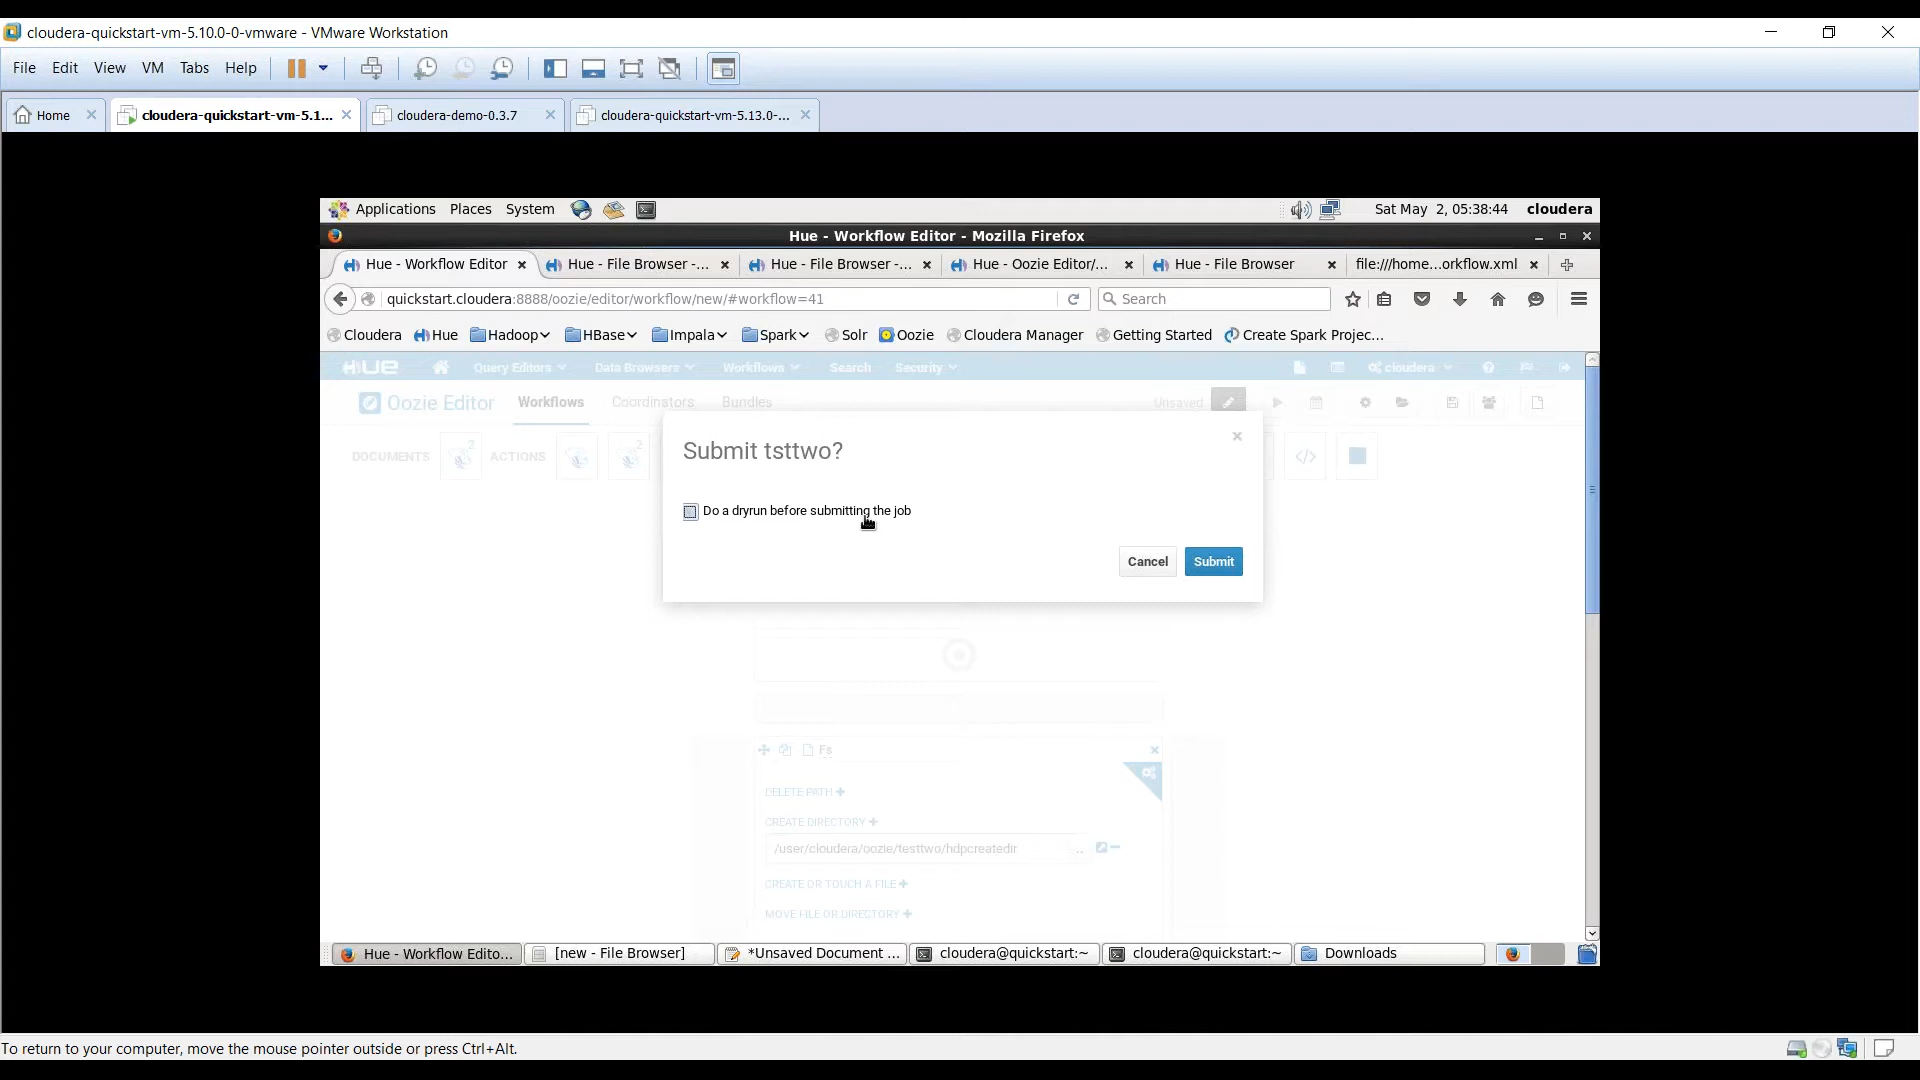 cloudera-quickstart-vm-5.10.0-0-vmware - VMware Workstation
File Edit View VM Tabs Help
Home cloudera-quickstart-vm-5.1... cloudera-demo-0.3.7 cloudera-quickstart-vm-5.13.0-...
Applications Places System Sat May 2, 05:38:44 cloudera
Hue - Workflow Editor - Mozilla Firefox
Hue - Workflow Editor Hue - File Browser -... Hue - File Browser -... Hue - Oozie Editor/... Hue - File Browser file:///home...orkflow.xml
quickstart.cloudera:8888/oozie/editor/workflow/new/#workflow=41 Search
Cloudera Hue Hadoop HBase Impala Spark Solr Oozie Cloudera Manager Getting Started Create Spark Projec...
HUE Query Editors Data Browsers Workflows Search Security cloudera
Oozie Editor Workflows Coordinators Bundles Unsaved
DOCUMENTS 2 ACTIONS 2
Submit tsttwo?
Do a dryrun before submitting the job
Cancel Submit
Fs
DELETE PATH
CREATE DIRECTORY
/user/cloudera/oozie/testtwo/hdpcreatedir ..
CREATE OR TOUCH A FILE
MOVE FILE OR DIRECTORY
Hue - Workflow Edito... [new - File Browser] *Unsaved Document ... cloudera@quickstart:~ cloudera@quickstart:~ Downloads
To return to your computer, move the mouse pointer outside or press Ctrl+Alt.